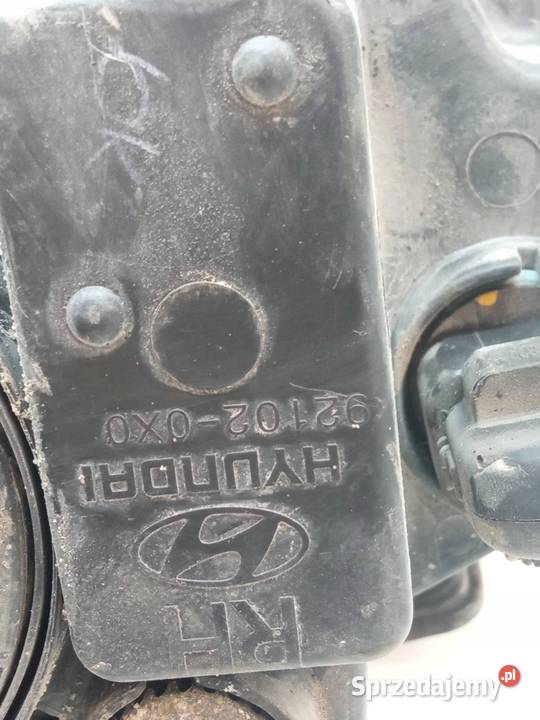 RH
HYUNDAI
92102-0X0
Sprzedajemy.pl